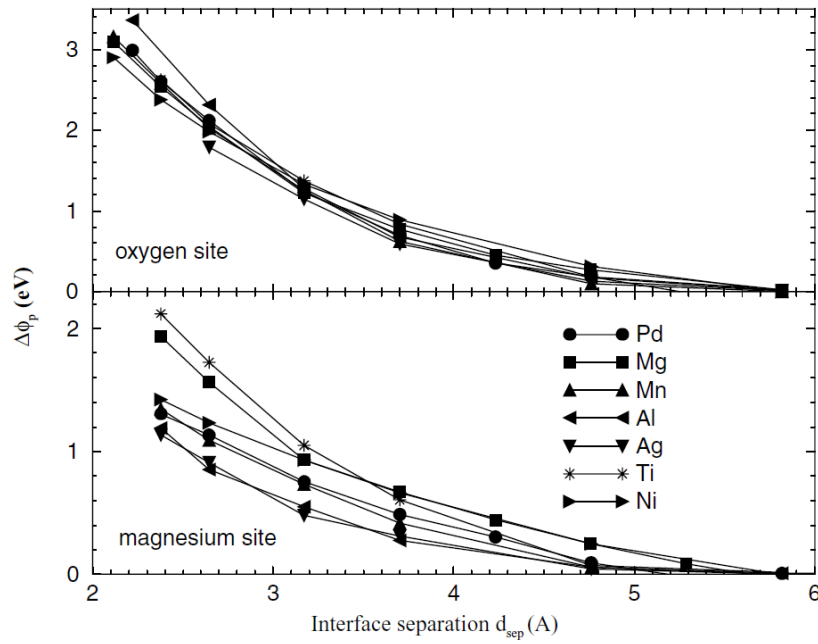 3
2
1
0
oxygen site
Δϕp (eV)
2
1
0
magnesium site
Pd
Mg
Mn
Al
Ag
Ti
Ni
2 3 4 5 6
Interface separation dsep (A)